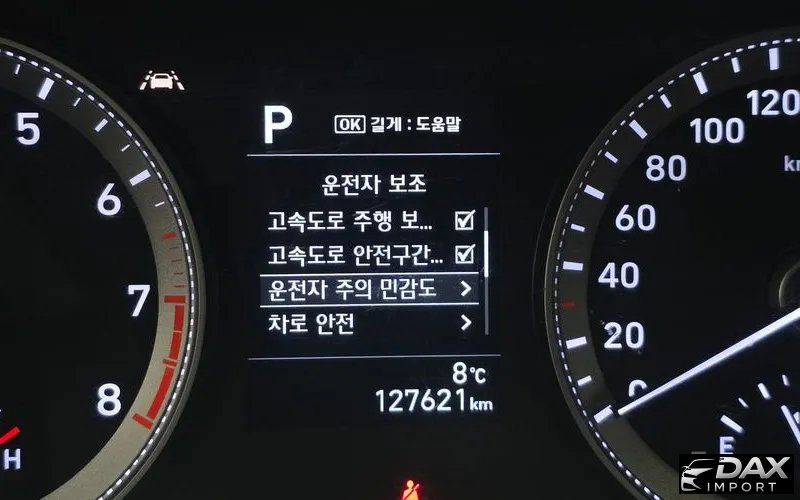 P
OK 길게 : 도움말
운전자 보조
고속도로 주행 보...
고속도로 안전구간...
운전자 주의 민감도
차로 안전
8℃
127621km
5
6
7
8
H
120
100
80
60
40
20
0
E
DAX
IMPORT